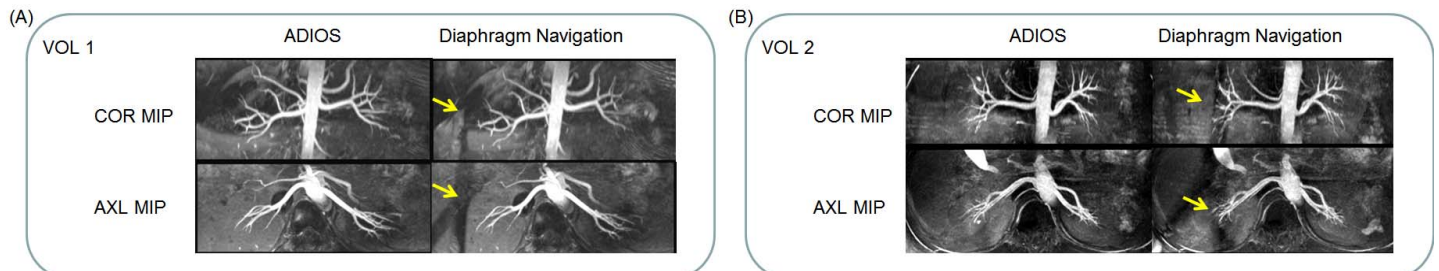 (A)
VOL 1
ADIOS Diaphragm Navigation
COR MIP
AXL MIP
(B)
VOL 2
ADIOS Diaphragm Navigation
COR MIP
AXL MIP